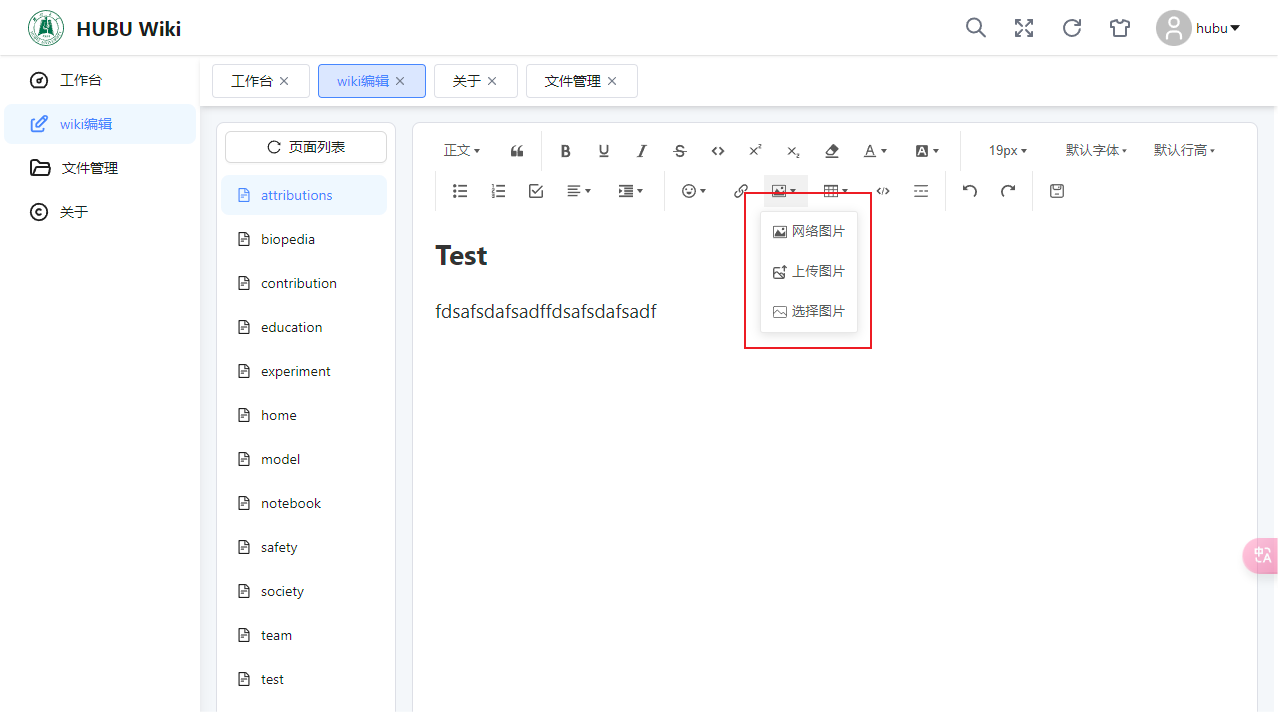 HUBU Wiki
hubu
工作台
wiki编辑
文件管理
关于
工作台
wiki编辑
关于
文件管理
页面列表
attributions
biopedia
contribution
education
experiment
home
model
notebook
safety
society
team
test
正文
19px
默认字体
默认行高
网络图片
上传图片
选择图片
Test
fdsafsdafsadffdsafsdafsadf